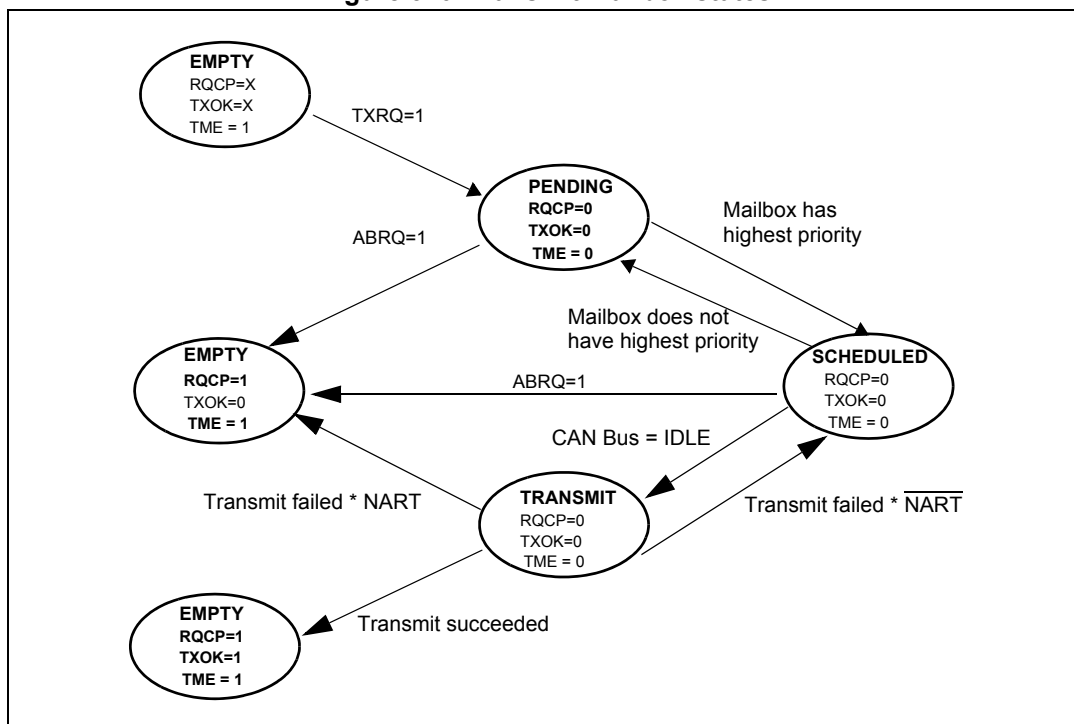 EMPTY
RQCP=X
TXOK=X
TME = 1
TXRQ=1
PENDING
RQCP=0
TXOK=0
TME = 0
Mailbox has
highest priority
ABRQ=1
Mailbox does not
have highest priority
EMPTY
RQCP=1
TXOK=0
TME = 1
SCHEDULED
RQCP=0
TXOK=0
TME = 0
ABRQ=1
CAN Bus = IDLE
Transmit failed * NART
TRANSMIT
RQCP=0
TXOK=0
TME = 0
Transmit failed * N̅A̅R̅T̅
EMPTY
RQCP=1
TXOK=1
TME = 1
Transmit succeeded